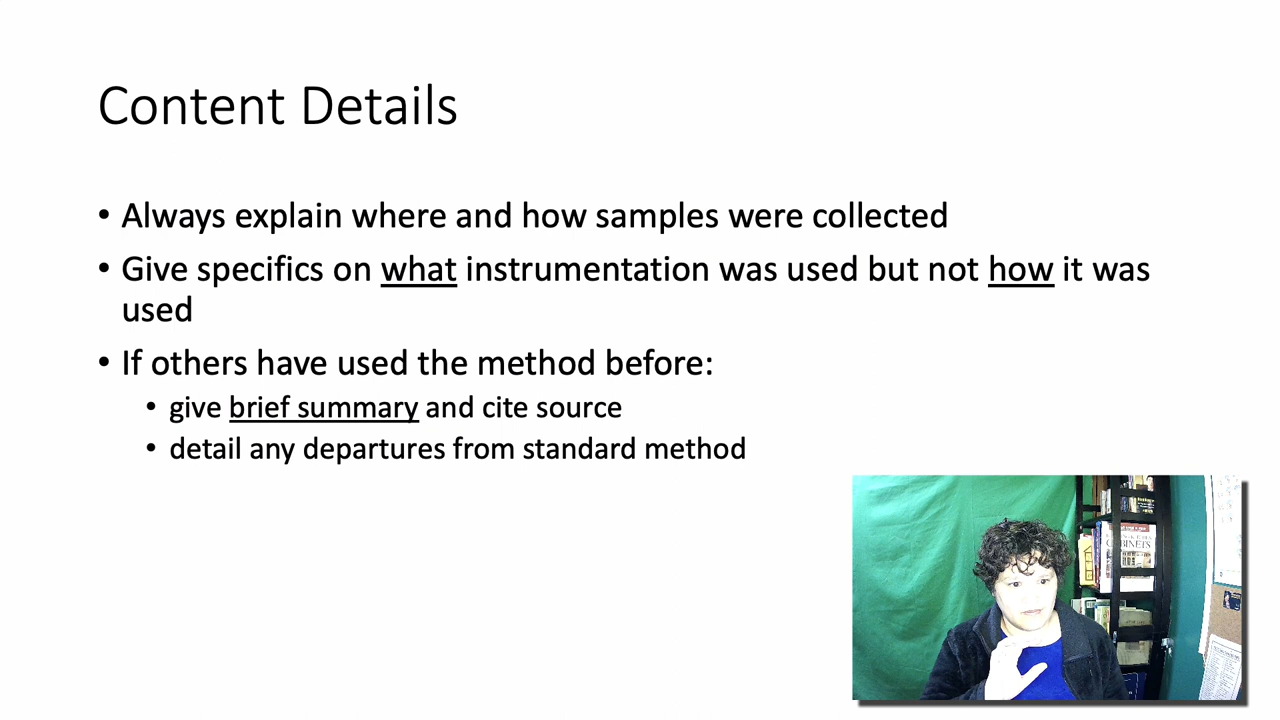 Content Details
• Always explain where and how samples were collected
• Give specifics on what instrumentation was used but not how it was
used
• If others have used the method before:
• give brief summary and cite source
• detail any departures from standard method
CABINETS